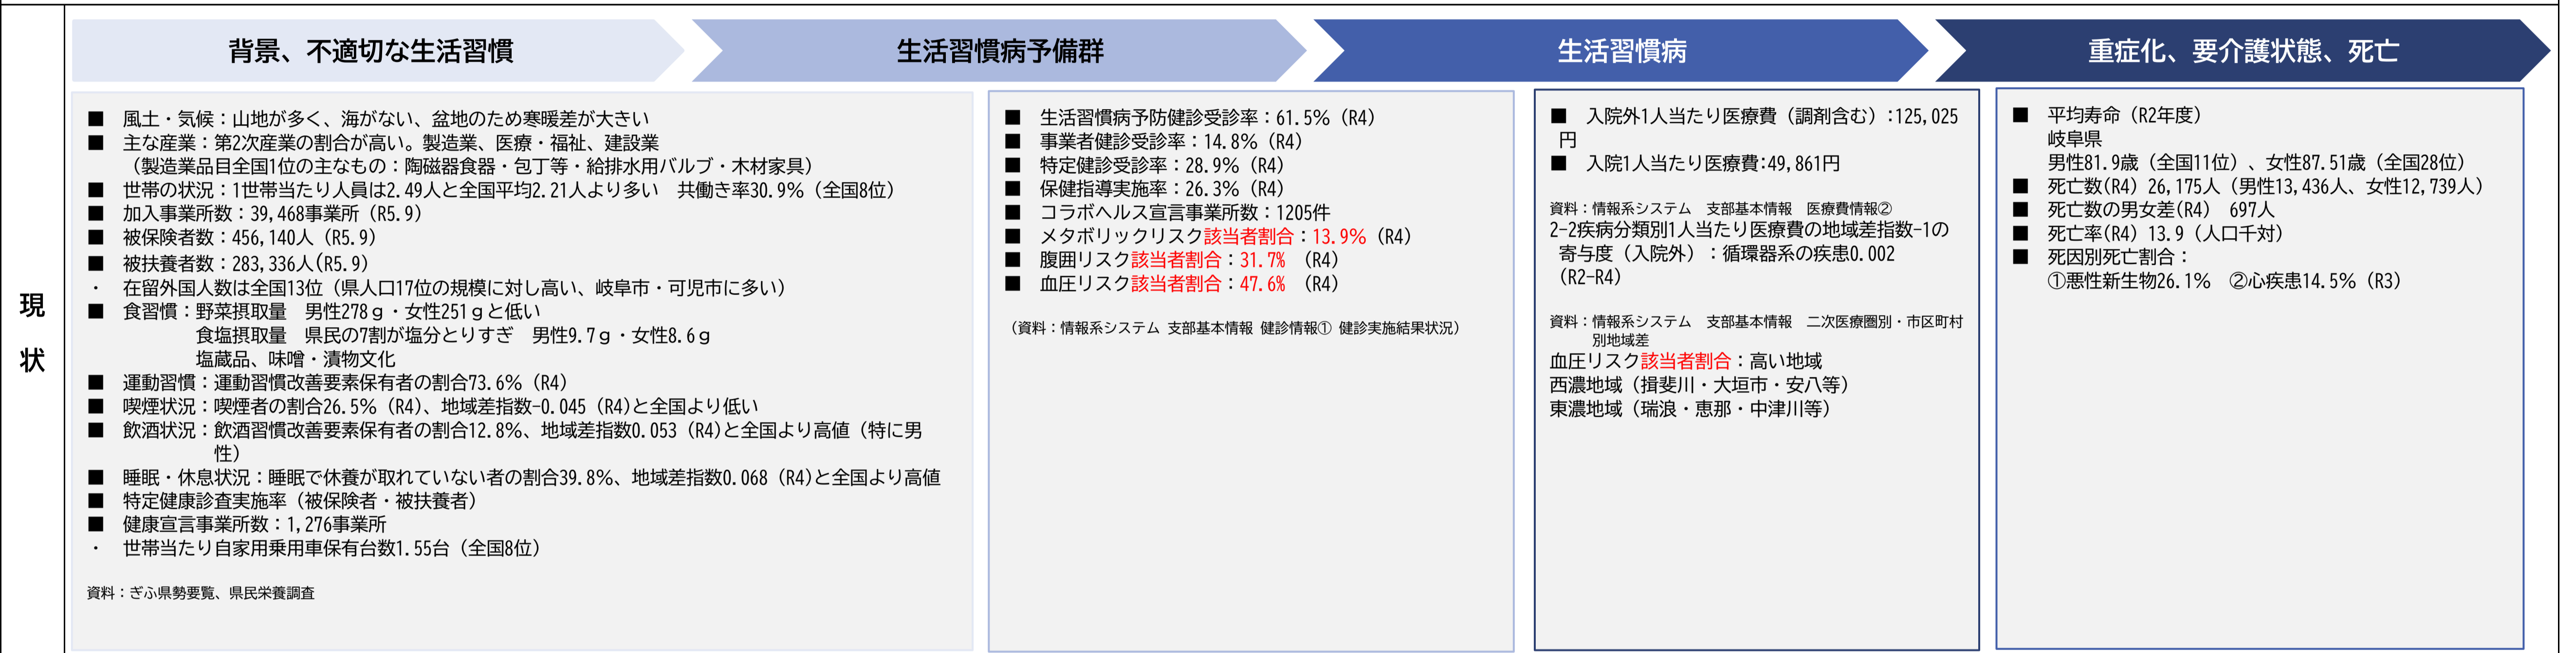 現
状
背景、不適切な生活習慣
■ 風土・気候：山地が多く、海がない、盆地のため寒暖差が大きい
■ 主な産業：第2次産業の割合が高い。製造業、医療・福祉、建設業
（製造業品目全国1位の主なもの：陶磁器食器・包丁等・給排水用バルブ・木材家具）
■ 世帯の状況：1世帯当たり人員は2.49人と全国平均2.21人より多い　共働き率30.9%（全国8位）
■ 加入事業所数：39,468事業所（R5.9）
■ 被保険者数：456,140人（R5.9）
■ 被扶養者数：283,336人(R5.9）
・ 在留外国人数は全国13位（県人口17位の規模に対し高い、岐阜市・可児市に多い）
■ 食習慣：野菜摂取量　男性278ｇ・女性251ｇと低い
食塩摂取量　県民の7割が塩分とりすぎ　男性9.7ｇ・女性8.6ｇ
塩蔵品、味噌・漬物文化
■ 運動習慣：運動習慣改善要素保有者の割合73.6%（R4）
■ 喫煙状況：喫煙者の割合26.5%（R4）、地域差指数-0.045（R4)と全国より低い
■ 飲酒状況：飲酒習慣改善要素保有者の割合12.8%、地域差指数0.053（R4)と全国より高値（特に男
性）
■ 睡眠・休息状況：睡眠で休養が取れていない者の割合39.8%、地域差指数0.068（R4)と全国より高値
■ 特定健康診査実施率（被保険者・被扶養者）
■ 健康宣言事業所数：1,276事業所
・ 世帯当たり自家用乗用車保有台数1.55台（全国8位）
資料：ぎふ県勢要覧、県民栄養調査
生活習慣病予備群
■ 生活習慣病予防健診受診率：61.5%（R4）
■ 事業者健診受診率：14.8%（R4）
■ 特定健診受診率：28.9%（R4）
■ 保健指導実施率：26.3%（R4）
■ コラボヘルス宣言事業所数：1205件
■ メタボリックリスク該当者割合：13.9%（R4）
■ 腹囲リスク該当者割合：31.7%　（R4）
■ 血圧リスク該当者割合：47.6%　（R4）
（資料：情報系システム 支部基本情報 健診情報① 健診実施結果状況）
生活習慣病
■ 入院外1人当たり医療費（調剤含む）:125,025
円
■ 入院1人当たり医療費:49,861円
資料：情報系システム　支部基本情報　医療費情報②
2-2疾病分類別1人当たり医療費の地域差指数-1の
寄与度（入院外）：循環器系の疾患0.002
（R2-R4）
資料：情報系システム　支部基本情報　二次医療圏別・市区町村
別地域差
血圧リスク該当者割合：高い地域
西濃地域（揖斐川・大垣市・安八等）
東濃地域（瑞浪・恵那・中津川等）
重症化、要介護状態、死亡
■ 平均寿命（R2年度）
岐阜県
男性81.9歳（全国11位）、女性87.51歳（全国28位）
■ 死亡数(R4) 26,175人（男性13,436人、女性12,739人）
■ 死亡数の男女差(R4)　697人
■ 死亡率(R4) 13.9（人口千対）
■ 死因別死亡割合：
①悪性新生物26.1%　②心疾患14.5%（R3）